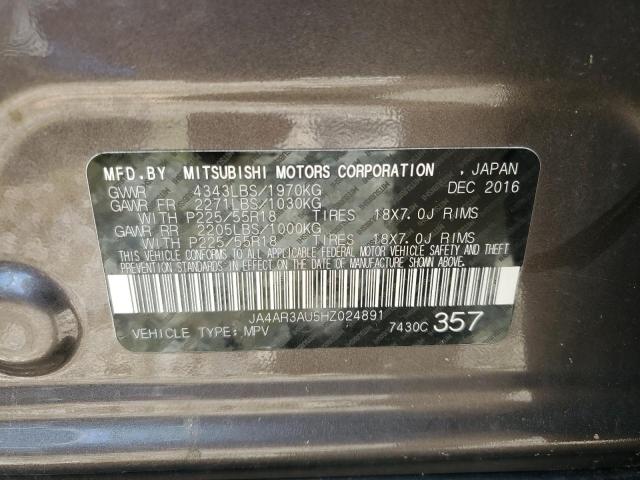 MFD.BY MITSUBISHI MOTORS CORPORATION , JAPAN
GVWR 4343LBS/1970KG DEC 2016
GAWR FR 2271LBS/1030KG
WITH P225/55R18 TIRES 18X7.0J RIMS
GAWR RR 2205LBS/1000KG
WITH P225/55R18 TIRES 18X7.0J RIMS
THIS VEHICLE CONFORMS TO ALL APPLICABLE FEDERAL MOTOR VEHICLE SAFETY AND
THEFT PREVENTION STANDARDS IN EFFECT ON THE DATE OF MANUFACTURE SHOWN ABOVE.
JA4AR3AU5HZ024891
VEHICLE TYPE: MPV 7430C 357